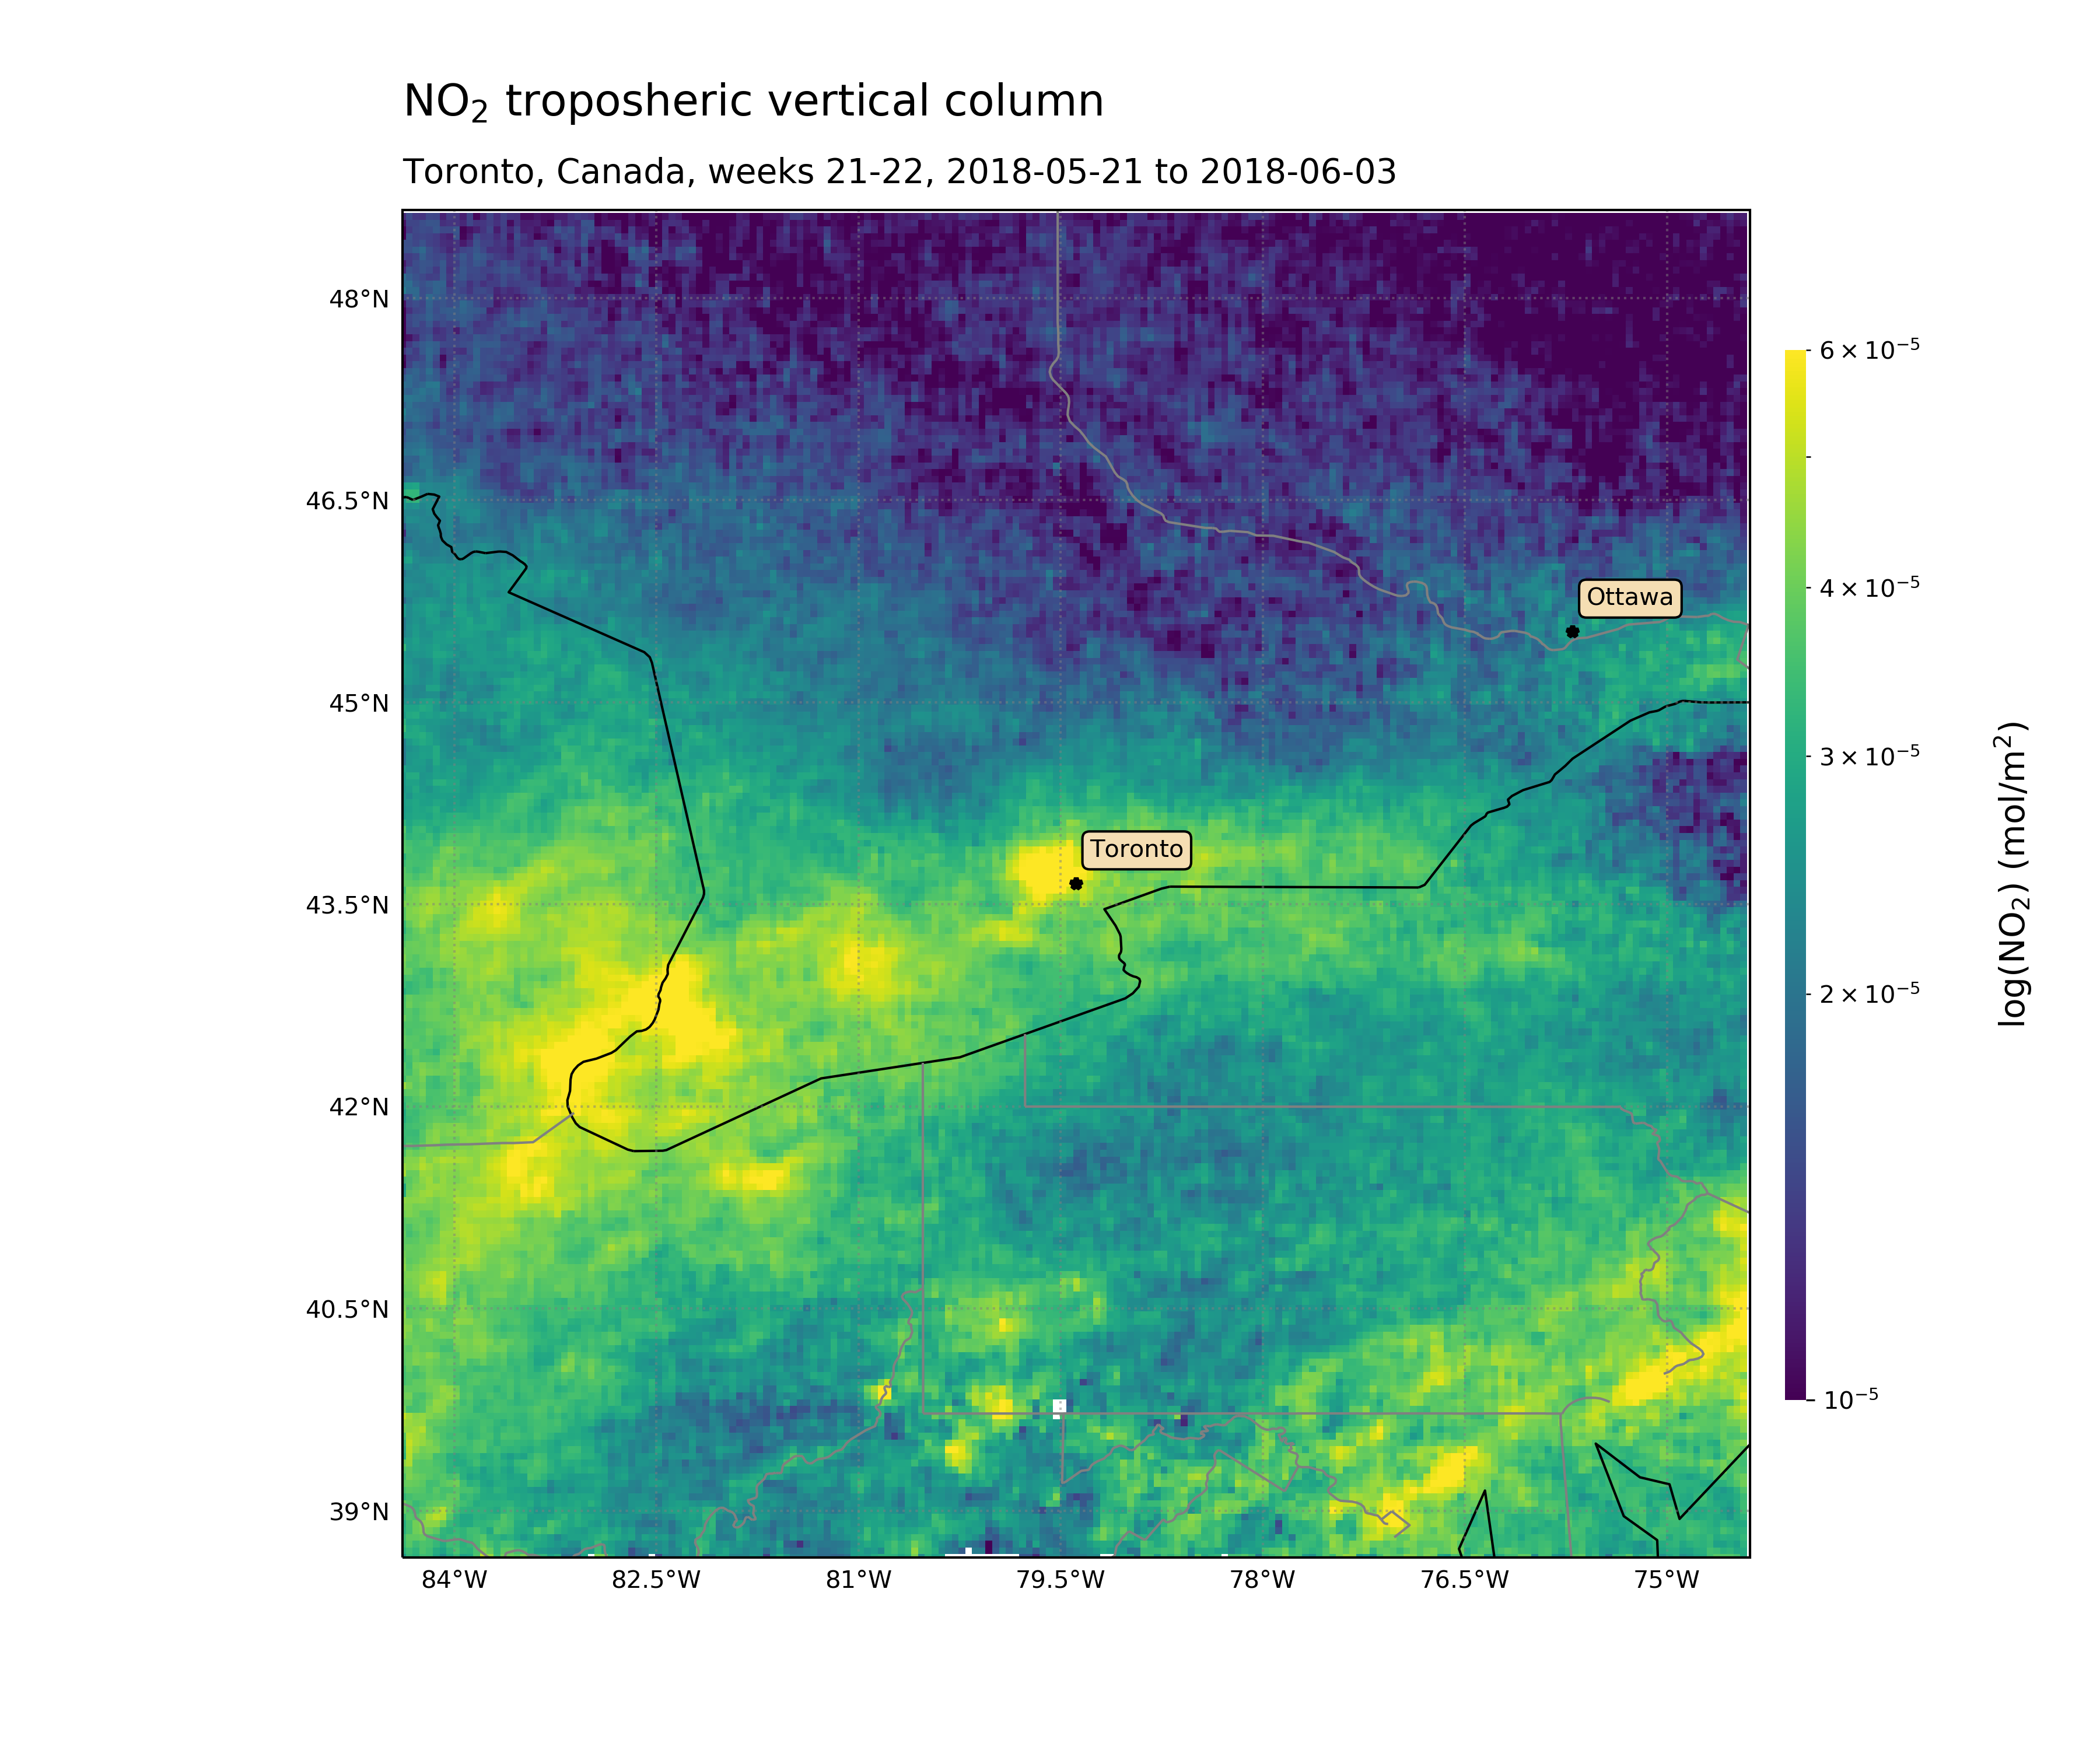 NO₂ troposheric vertical column
Toronto, Canada, weeks 21-22, 2018-05-21 to 2018-06-03
48°N
46.5°N
45°N
43.5°N
42°N
40.5°N
39°N
84°W
82.5°W
81°W
79.5°W
78°W
76.5°W
75°W
Ottawa
Toronto
6 × 10⁻⁵
4 × 10⁻⁵
3 × 10⁻⁵
2 × 10⁻⁵
10⁻⁵
log(NO₂) (mol/m²)